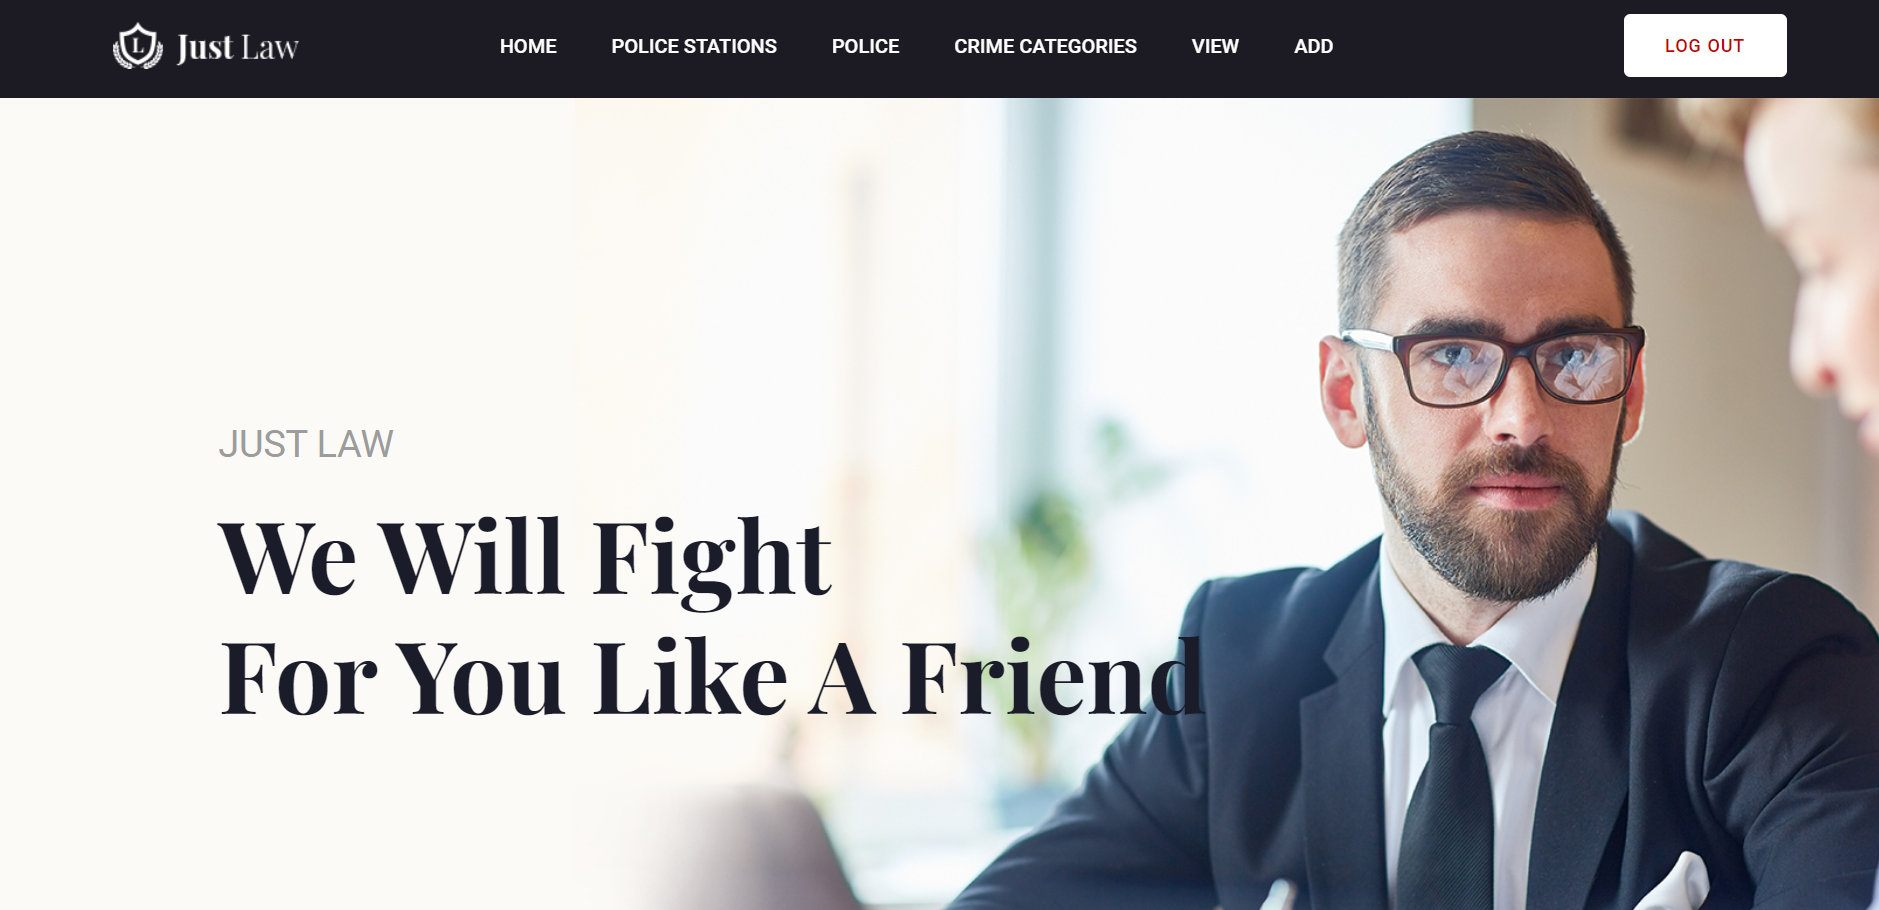 L Just Law
HOME POLICE STATIONS POLICE CRIME CATEGORIES VIEW ADD LOG OUT
JUST LAW
We Will Fight
For You Like A Friend